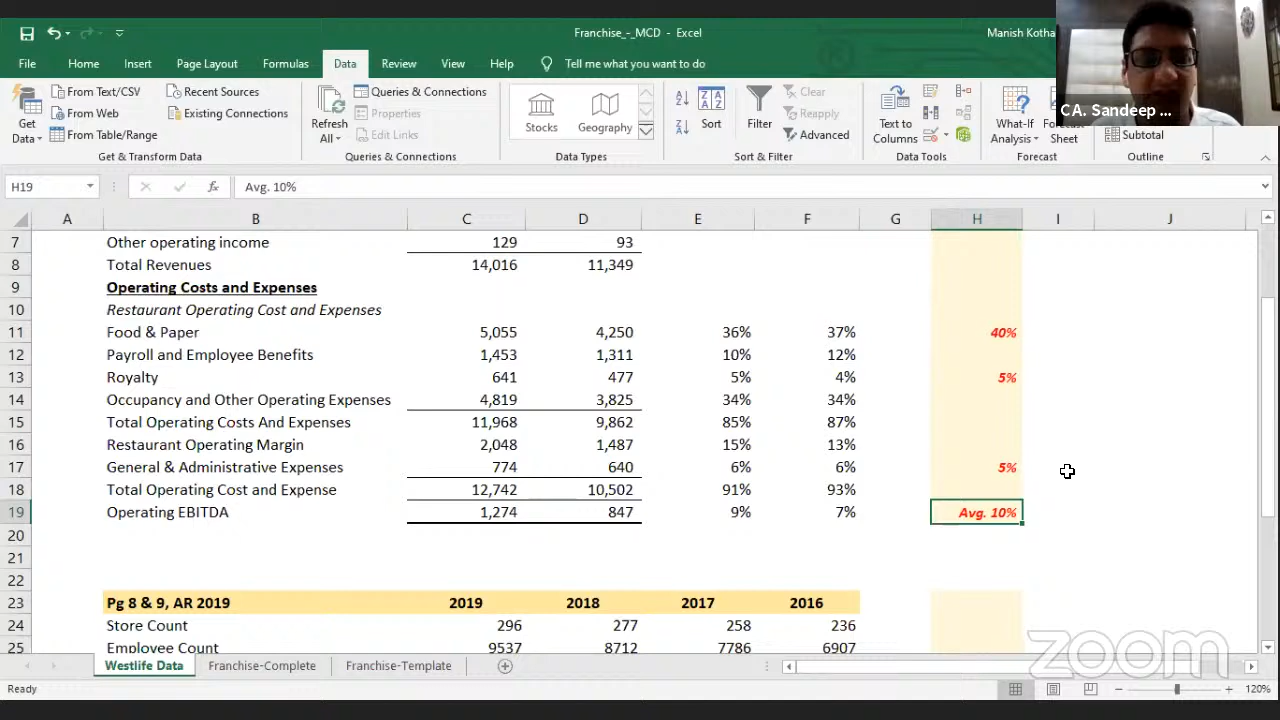 Franchise_-_MCD - Excel
Manish Kotha
File Home Insert Page Layout Formulas Data Review View Help Tell me what you want to do
Get Data
From Text/CSV
From Web
From Table/Range
Recent Sources
Existing Connections
Get & Transform Data
Refresh All
Queries & Connections
Properties
Edit Links
Queries & Connections
Stocks
Geography
Data Types
Sort
Filter
Clear
Reapply
Advanced
Sort & Filter
Text to Columns
Data Tools
What-If Analysis
Sheet
Forecast
Subtotal
Outline
CA. Sandeep ...
H19 fx Avg. 10%
A B C D E F G H I J
7 Other operating income 129 93
8 Total Revenues 14,016 11,349
9 Operating Costs and Expenses
10 Restaurant Operating Cost and Expenses
11 Food & Paper 5,055 4,250 36% 37% 40%
12 Payroll and Employee Benefits 1,453 1,311 10% 12%
13 Royalty 641 477 5% 4% 5%
14 Occupancy and Other Operating Expenses 4,819 3,825 34% 34%
15 Total Operating Costs And Expenses 11,968 9,862 85% 87%
16 Restaurant Operating Margin 2,048 1,487 15% 13%
17 General & Administrative Expenses 774 640 6% 6% 5%
18 Total Operating Cost and Expense 12,742 10,502 91% 93%
19 Operating EBITDA 1,274 847 9% 7% Avg. 10%
20
21
22
23 Pg 8 & 9, AR 2019 2019 2018 2017 2016
24 Store Count 296 277 258 236
25 Employee Count 9537 8712 7786 6907
Westlife Data Franchise-Complete Franchise-Template
zoom
Ready 120%